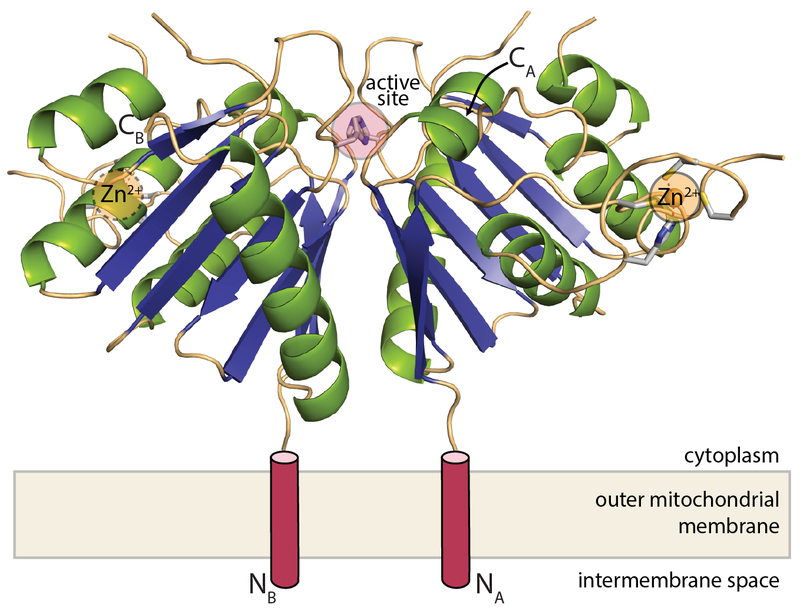 active
site
C_A
C_B
Zn²⁺
Zn²⁺
cytoplasm
outer mitochondrial
membrane
intermembrane space
N_B
N_A